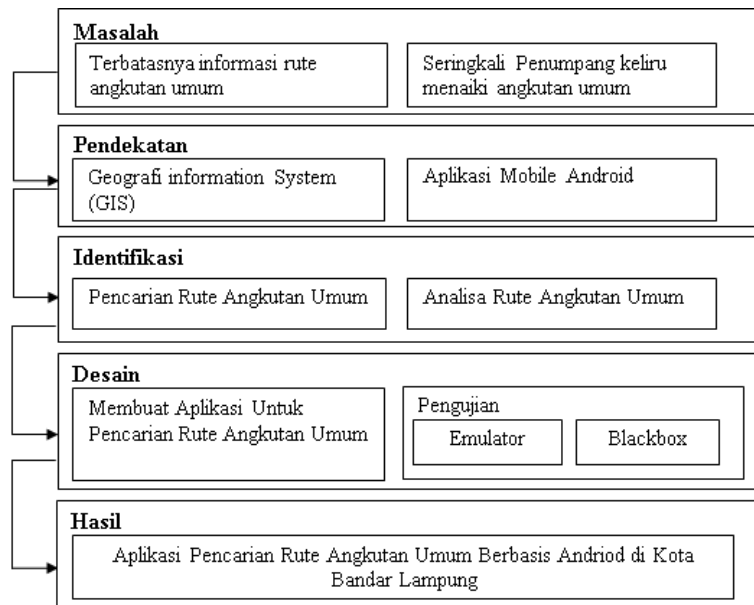 Masalah
Terbatasnya informasi rute
angkutan umum
Seringkali Penumpang keliru
menaiki angkutan umum
Pendekatan
Geografi information System
(GIS)
Aplikasi Mobile Android
Identifikasi
Pencarian Rute Angkutan Umum
Analisa Rute Angkutan Umum
Desain
Membuat Aplikasi Untuk
Pencarian Rute Angkutan Umum
Pengujian
Emulator
Blackbox
Hasil
Aplikasi Pencarian Rute Angkutan Umum Berbasis Andriod di Kota
Bandar Lampung